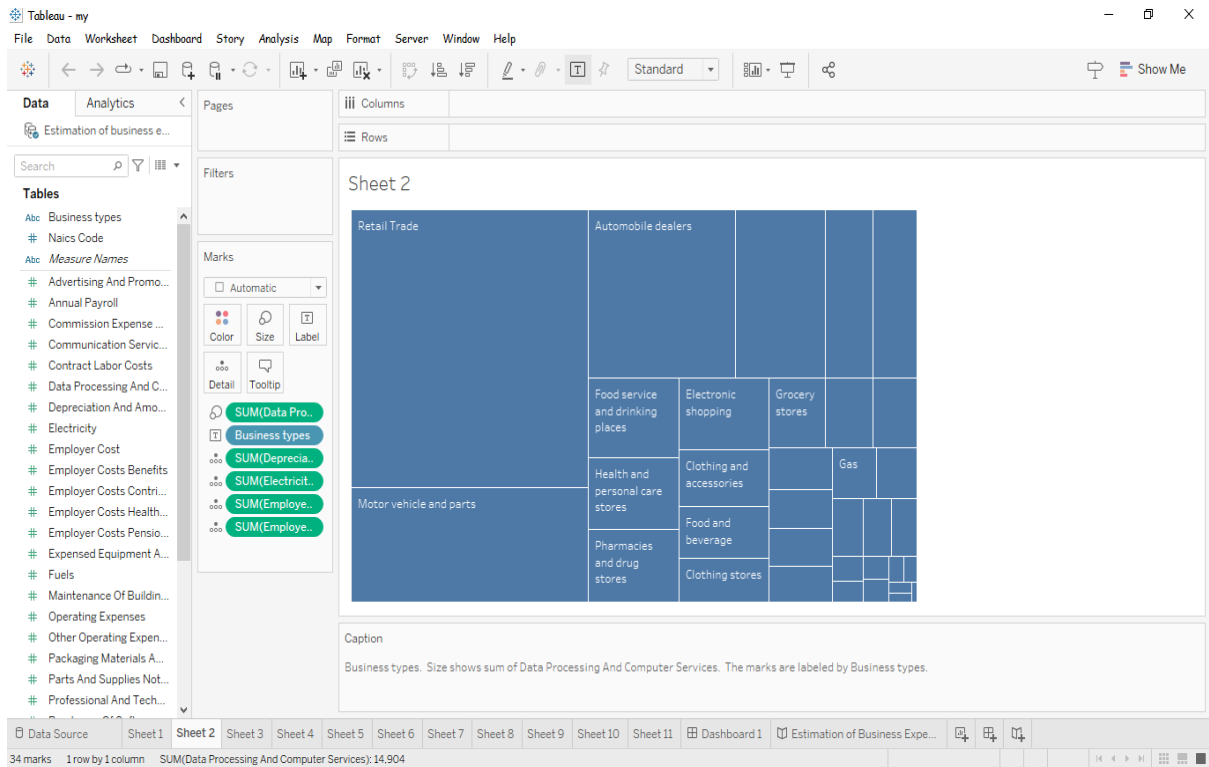 Tableau - my
File Data Worksheet Dashboard Story Analysis Map Format Server Window Help
Standard
Show Me
Data Analytics
Estimation of business e...
Search
Tables
Abc Business types
# Naics Code
Abc Measure Names
# Advertising And Promo...
# Annual Payroll
# Commission Expense ...
# Communication Servic...
# Contract Labor Costs
# Data Processing And C...
# Depreciation And Amo...
# Electricity
# Employer Cost
# Employer Costs Benefits
# Employer Costs Contri...
# Employer Costs Health...
# Employer Costs Pensio...
# Expensed Equipment A...
# Fuels
# Maintenance Of Buildin...
# Operating Expenses
# Other Operating Expen...
# Packaging Materials A...
# Parts And Supplies Not...
# Professional And Tech...
Pages
Filters
Marks
Automatic
Color Size Label
Detail Tooltip
SUM(Data Pro..
Business types
SUM(Deprecia..
SUM(Electricit..
SUM(Employe..
SUM(Employe..
Columns
Rows
Sheet 2
Retail Trade
Motor vehicle and parts
Automobile dealers
Food service
and drinking
places
Health and
personal care
stores
Pharmacies
and drug
stores
Electronic
shopping
Clothing and
accessories
Food and
beverage
Clothing stores
Grocery
stores
Gas
Caption
Business types. Size shows sum of Data Processing And Computer Services. The marks are labeled by Business types.
Data Source Sheet 1 Sheet 2 Sheet 3 Sheet 4 Sheet 5 Sheet 6 Sheet 7 Sheet 8 Sheet 9 Sheet 10 Sheet 11 Dashboard 1 Estimation of Business Expe...
34 marks 1 row by 1 column SUM(Data Processing And Computer Services): 14,904